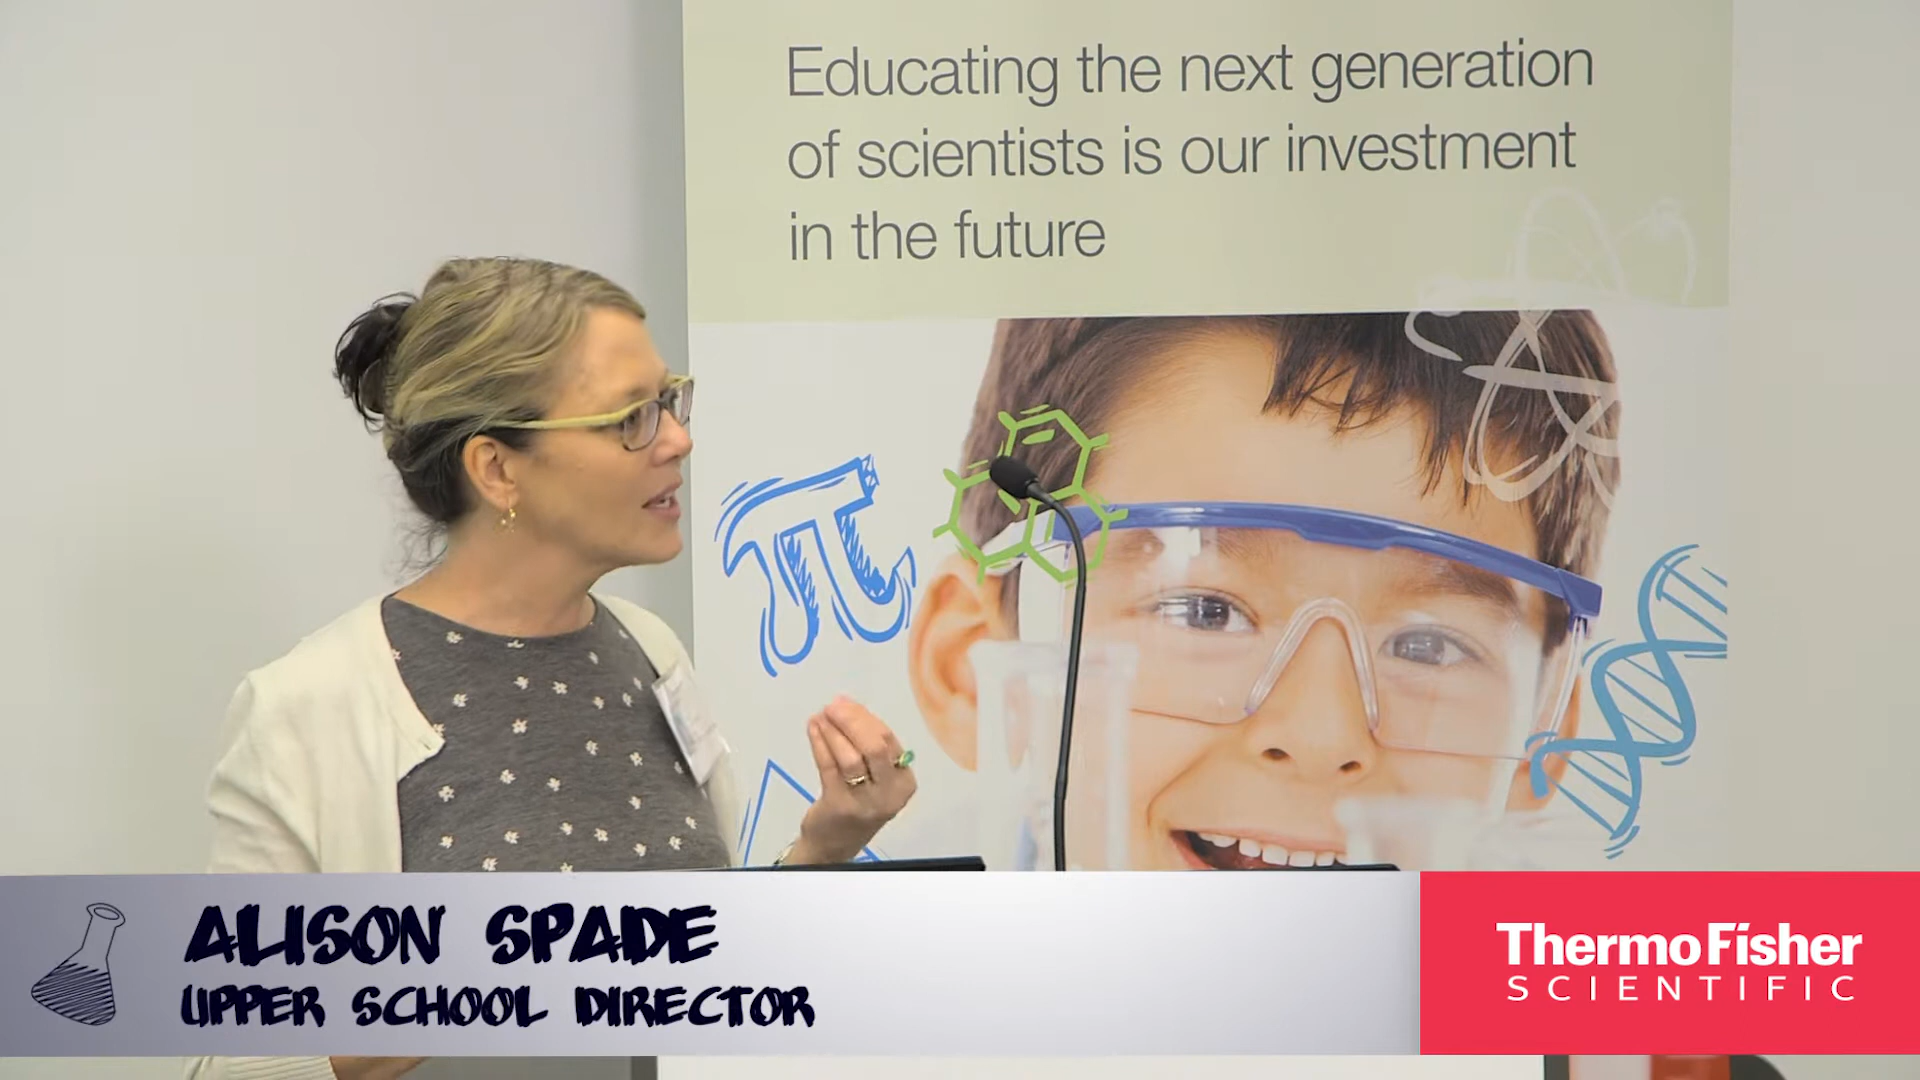 Educating the next generation
of scientists is our investment
in the future
π
ALISON SPADE
UPPER SCHOOL DIRECTOR
ThermoFisher
SCIENTIFIC